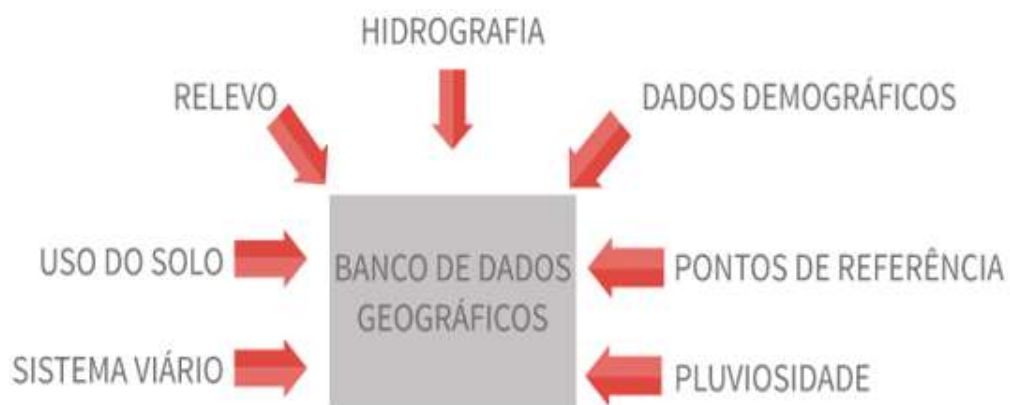 HIDROGRAFIA
RELEVO
DADOS DEMOGRÁFICOS
USO DO SOLO
BANCO DE DADOS
GEOGRÁFICOS
PONTOS DE REFERÊNCIA
SISTEMA VIÁRIO
PLUVIOSIDADE